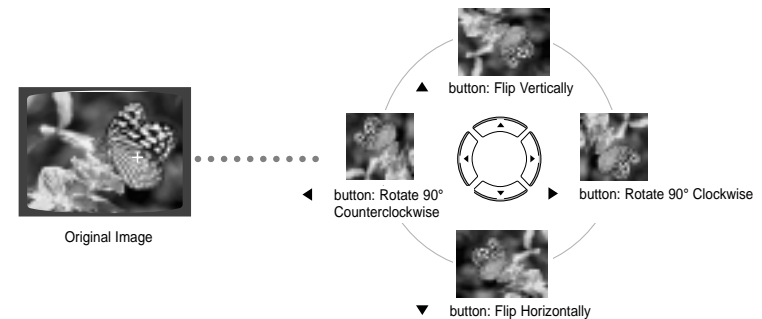 ▲ button: Flip Vertically
◀ button: Rotate 90°
Counterclockwise
▶ button: Rotate 90° Clockwise
Original Image
▼ button: Flip Horizontally